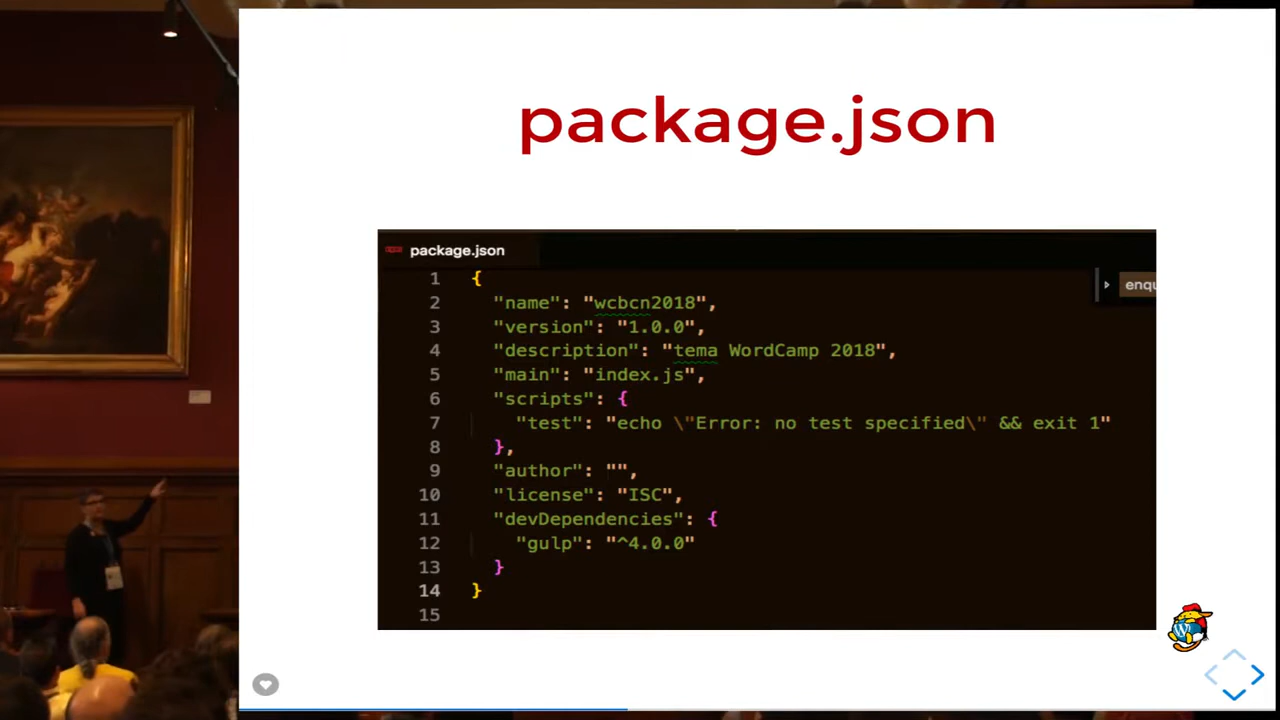 package.json
package.json
enqu
1 {
2 "name": "wcbcn2018",
3 "version": "1.0.0",
4 "description": "tema WordCamp 2018",
5 "main": "index.js",
6 "scripts": {
7 "test": "echo \"Error: no test specified\" && exit 1"
8 },
9 "author": "",
10 "license": "ISC",
11 "devDependencies": {
12 "gulp": "^4.0.0"
13 }
14 }
15